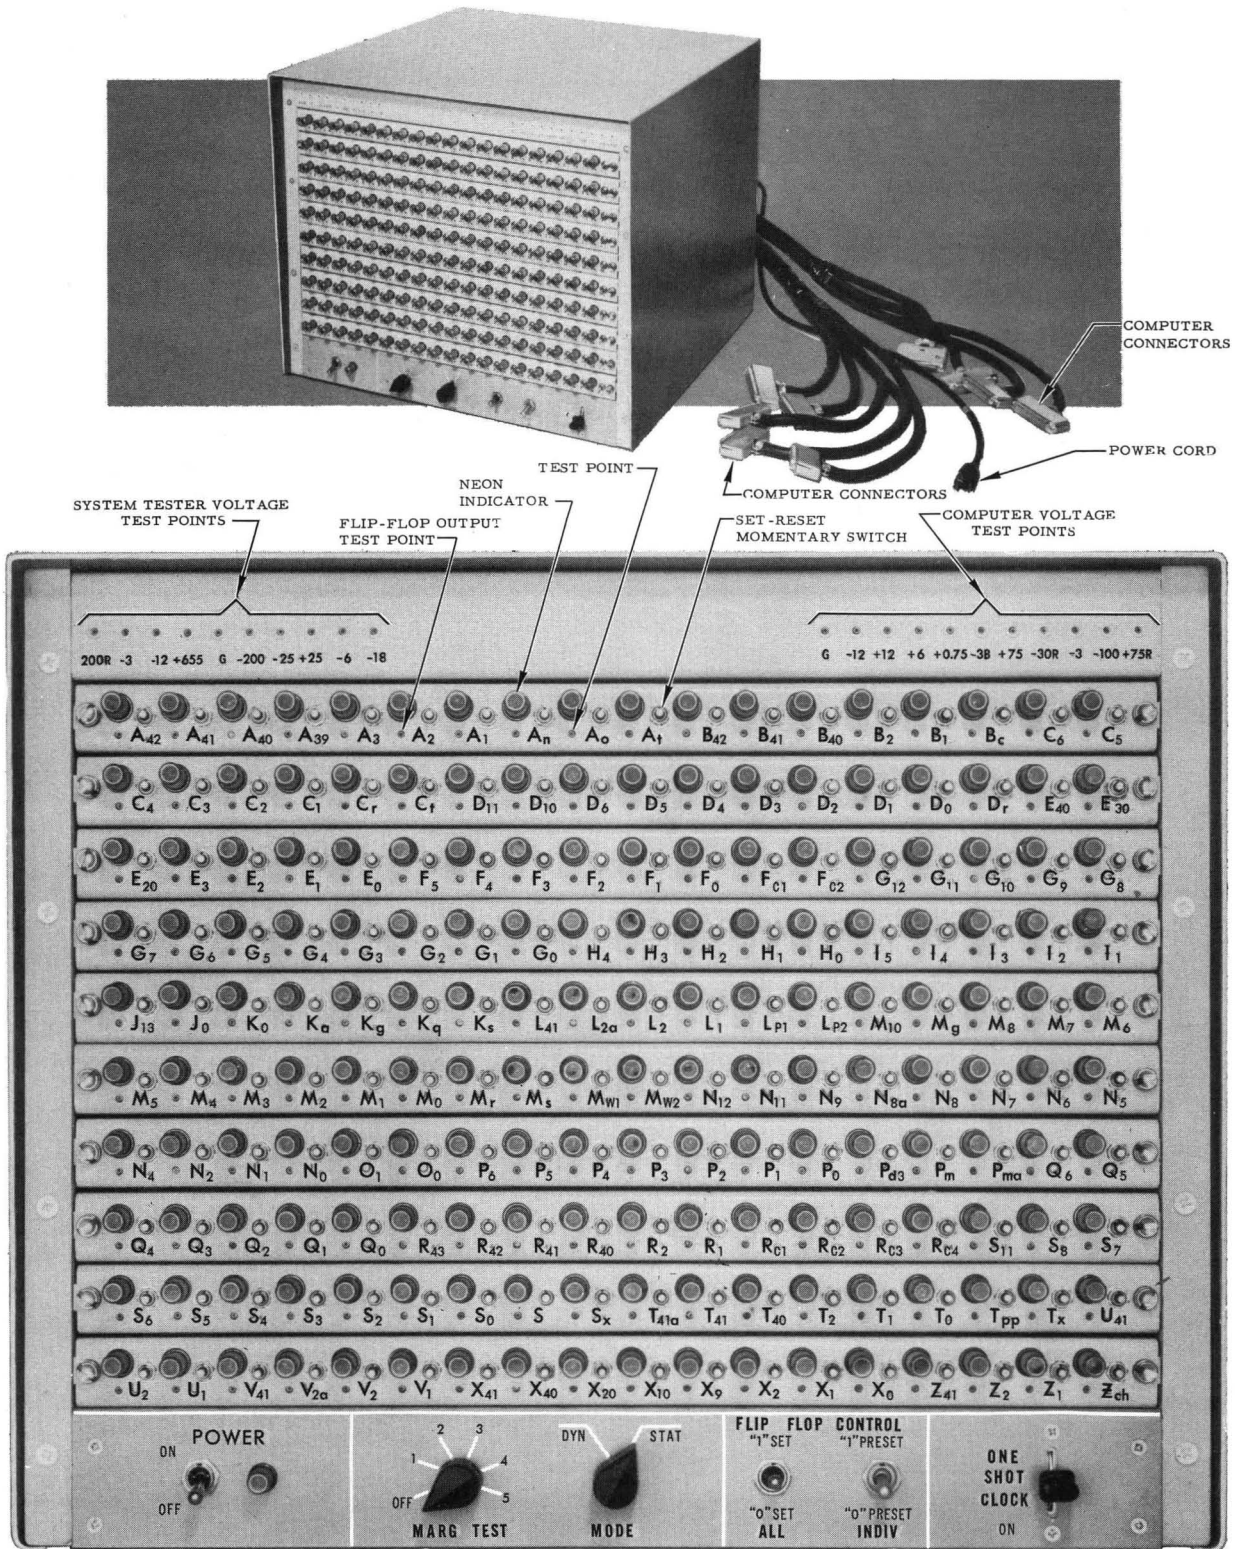 COMPUTER
CONNECTORS
POWER CORD
COMPUTER CONNECTORS
TEST POINT
NEON
INDICATOR
SYSTEM TESTER VOLTAGE
TEST POINTS
FLIP-FLOP OUTPUT
TEST POINT
SET-RESET
MOMENTARY SWITCH
COMPUTER VOLTAGE
TEST POINTS
200R -3 -12 +655 G -200 -25 +25 -6 -18
G -12 +12 +6 +0.75 -3B +75 -30R -3 -100 +75R
A42 A41 A40 A39 A3 A2 A1 An Ao At B42 B41 B40 B2 B1 Bc C6 C5
C4 C3 C2 C1 Cr Ct D11 D10 D6 D5 D4 D3 D2 D1 D0 Dr E40 E30
E20 E3 E2 E1 E0 F5 F4 F3 F2 F1 F0 FC1 FC2 G12 G11 G10 G9 G8
G7 G6 G5 G4 G3 G2 G1 G0 H4 H3 H2 H1 H0 I5 I4 I3 I2 I1
J13 J0 K0 Ka Kg Kq Ks L41 L2a L2 L1 LP1 LP2 M10 Mg M8 M7 M6
M5 M4 M3 M2 M1 M0 Mr Ms MW1 MW2 N12 N11 N9 N8a N8 N7 N6 N5
N4 N2 N1 N0 O1 O0 P6 P5 P4 P3 P2 P1 P0 Pd3 Pm Pma Q6 Q5
Q4 Q3 Q2 Q1 Q0 R43 R42 R41 R40 R2 R1 RC1 RC2 RC3 RC4 S11 S8 S7
S6 S5 S4 S3 S2 S1 S0 S Sx T41a T41 T40 T2 T1 T0 Tpp Tx U41
U2 U1 V41 V2a V2 V1 X41 X40 X20 X10 X9 X2 X1 X0 Z41 Z2 Z1 Zch
POWER
ON
OFF
OFF 1 2 3 4 5
MARG TEST
DYN STAT
MODE
FLIP FLOP CONTROL
"1" SET "1" PRESET
"0" SET "0" PRESET
ALL INDIV
ONE
SHOT
CLOCK
ON